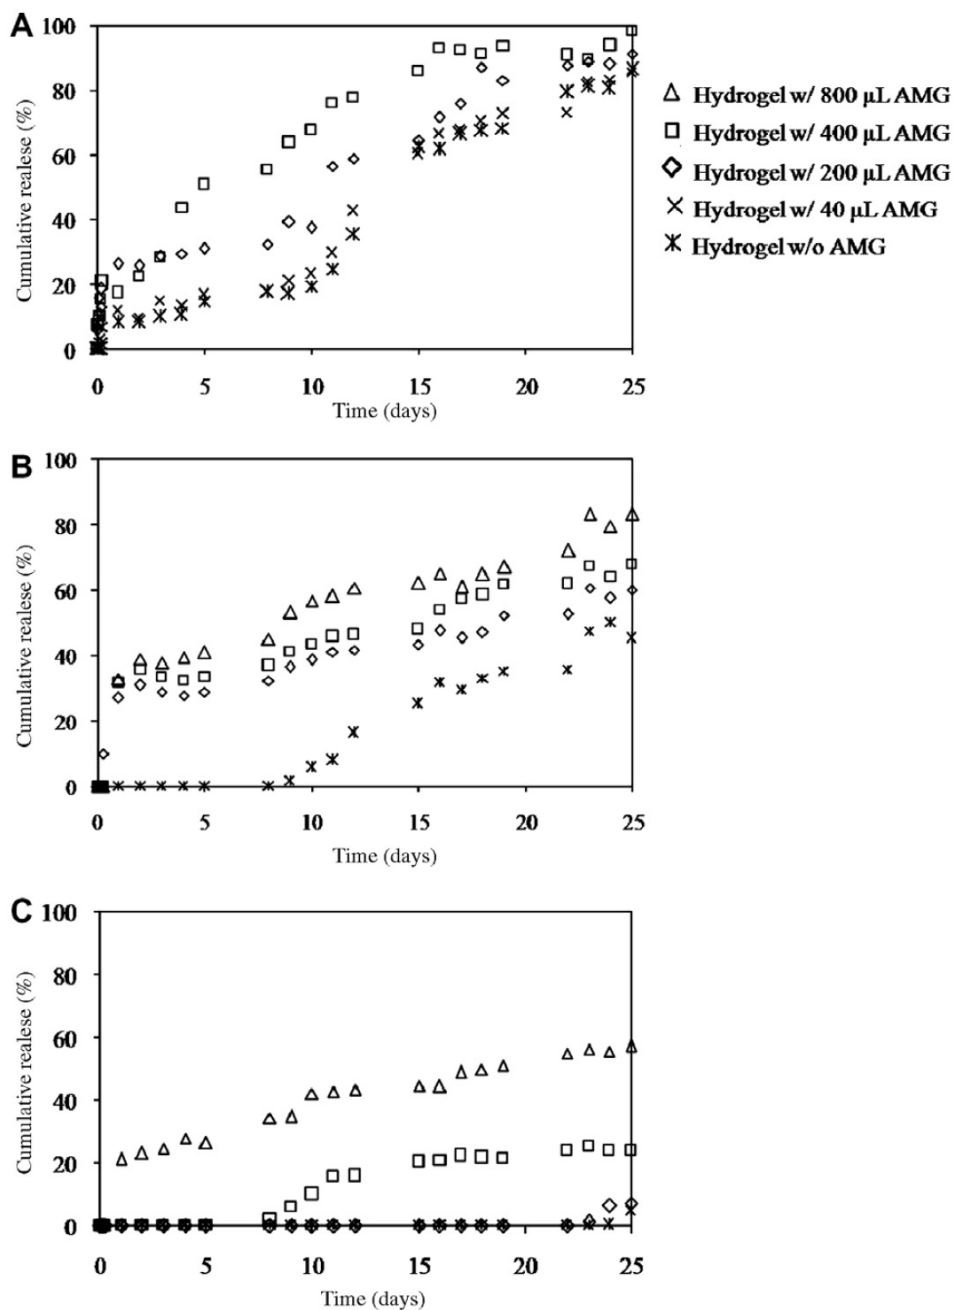 A
100
80
60
40
20
0
Cumulative realese (%)
0 5 10 15 20 25
Time (days)
Hydrogel w/ 800 µL AMG
Hydrogel w/ 400 µL AMG
Hydrogel w/ 200 µL AMG
Hydrogel w/ 40 µL AMG
Hydrogel w/o AMG
B
100
80
60
40
20
0
Cumulative realese (%)
0 5 10 15 20 25
Time (days)
C
100
80
60
40
20
0
Cumulative realese (%)
0 5 10 15 20 25
Time (days)